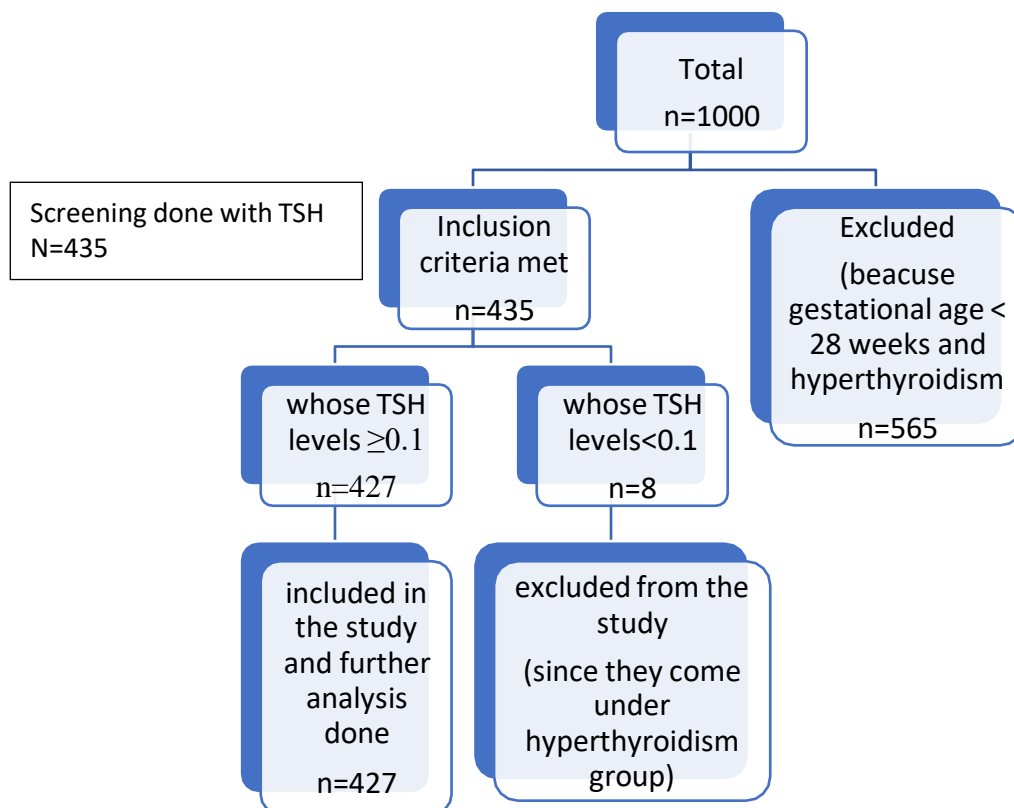 Total
n=1000
Screening done with TSH
N=435
Inclusion
criteria met
n=435
Excluded
(beacuse
gestational age <
28 weeks and
hyperthyroidism
n=565
whose TSH
levels ≥0.1
n=427
whose TSH
levels<0.1
n=8
included in
the study
and further
analysis
done
n=427
excluded from the
study
(since they come
under
hyperthyroidism
group)